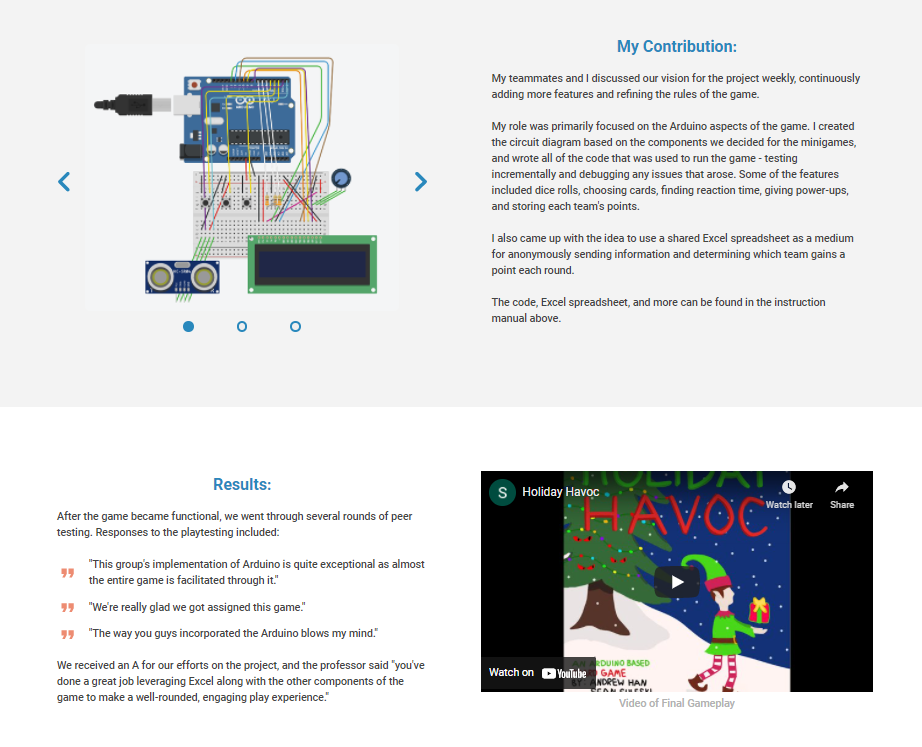 My Contribution:
My teammates and I discussed our vision for the project weekly, continuously
adding more features and refining the rules of the game.
My role was primarily focused on the Arduino aspects of the game. I created
the circuit diagram based on the components we decided for the minigames,
and wrote all of the code that was used to run the game - testing
incrementally and debugging any issues that arose. Some of the features
included dice rolls, choosing cards, finding reaction time, giving power-ups,
and storing each team's points.
I also came up with the idea to use a shared Excel spreadsheet as a medium
for anonymously sending information and determining which team gains a
point each round.
The code, Excel spreadsheet, and more can be found in the instruction
manual above.
Results:
After the game became functional, we went through several rounds of peer
testing. Responses to the playtesting included:
"This group's implementation of Arduino is quite exceptional as almost
the entire game is facilitated through it."
"We're really glad we got assigned this game."
"The way you guys incorporated the Arduino blows my mind."
We received an A for our efforts on the project, and the professor said "you've
done a great job leveraging Excel along with the other components of the
game to make a well-rounded, engaging play experience."
S
Holiday Havoc
Watch later
Share
HOLIDAY
HAVOC
AN ARDUINO BASED
GAME
BY ANDREW HAN
Watch on YouTube
Video of Final Gameplay